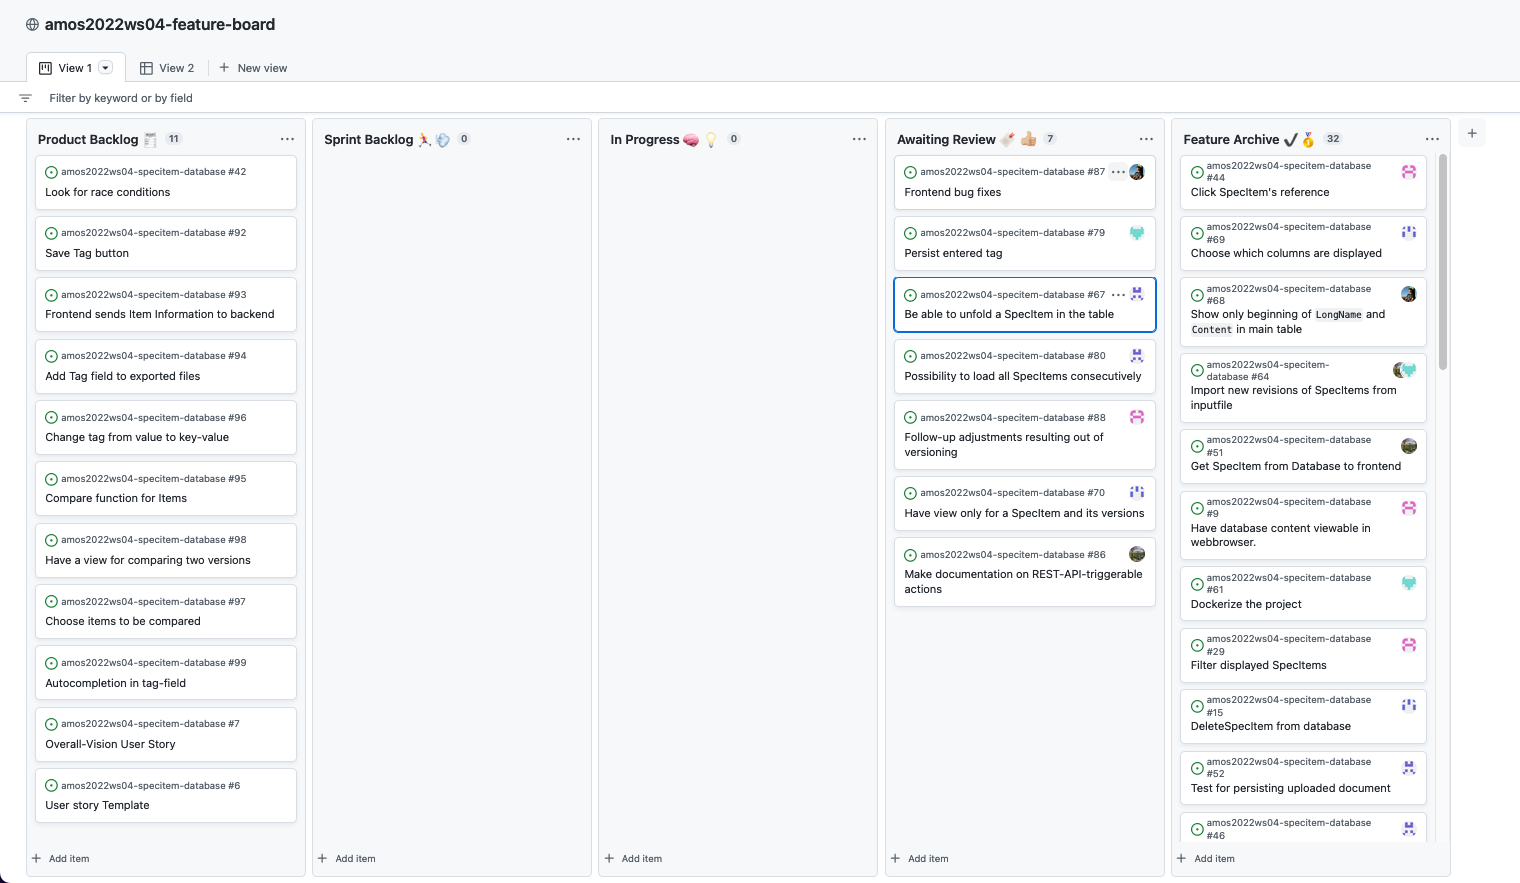 amos2022ws04-feature-board
View 1
View 2
New view
Filter by keyword or by field
Product Backlog 11
amos2022ws04-specitem-database #42
Look for race conditions
amos2022ws04-specitem-database #92
Save Tag button
amos2022ws04-specitem-database #93
Frontend sends Item Information to backend
amos2022ws04-specitem-database #94
Add Tag field to exported files
amos2022ws04-specitem-database #96
Change tag from value to key-value
amos2022ws04-specitem-database #95
Compare function for Items
amos2022ws04-specitem-database #98
Have a view for comparing two versions
amos2022ws04-specitem-database #97
Choose items to be compared
amos2022ws04-specitem-database #99
Autocompletion in tag-field
amos2022ws04-specitem-database #7
Overall-Vision User Story
amos2022ws04-specitem-database #6
User story Template
Add item
Sprint Backlog 0
Add item
In Progress 0
Add item
Awaiting Review 7
amos2022ws04-specitem-database #87
Frontend bug fixes
amos2022ws04-specitem-database #79
Persist entered tag
amos2022ws04-specitem-database #67
Be able to unfold a SpecItem in the table
amos2022ws04-specitem-database #80
Possibility to load all SpecItems consecutively
amos2022ws04-specitem-database #88
Follow-up adjustments resulting out of
versioning
amos2022ws04-specitem-database #70
Have view only for a SpecItem and its versions
amos2022ws04-specitem-database #86
Make documentation on REST-API-triggerable
actions
Add item
Feature Archive 32
amos2022ws04-specitem-database
#44
Click SpecItem's reference
amos2022ws04-specitem-database
#69
Choose which columns are displayed
amos2022ws04-specitem-database
#68
Show only beginning of LongName and
Content in main table
amos2022ws04-specitem-
database #64
Import new revisions of SpecItems from
inputfile
amos2022ws04-specitem-database
#51
Get SpecItem from Database to frontend
amos2022ws04-specitem-database
#9
Have database content viewable in
webbrowser.
amos2022ws04-specitem-database
#61
Dockerize the project
amos2022ws04-specitem-database
#29
Filter displayed SpecItems
amos2022ws04-specitem-database
#15
DeleteSpecItem from database
amos2022ws04-specitem-database
#52
Test for persisting uploaded document
amos2022ws04-specitem-database
#46
Add item